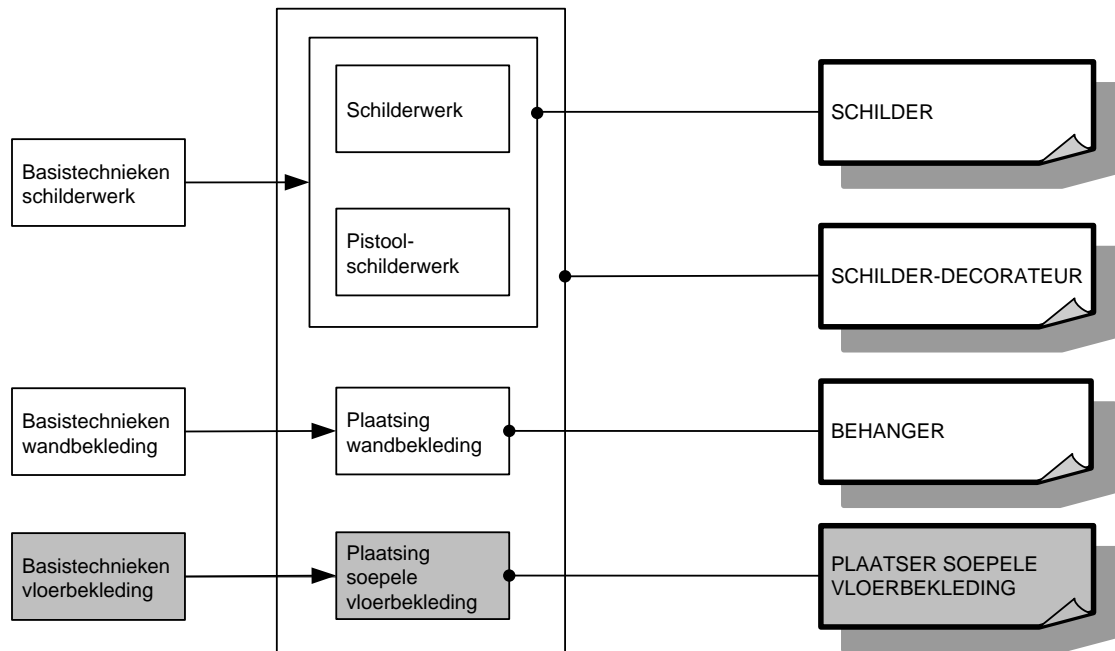 Schilderwerk
SCHILDER
Basistechnieken
schilderwerk
Pistool-
schilderwerk
SCHILDER-DECORATEUR
Basistechnieken
wandbekleding
Plaatsing
wandbekleding
BEHANGER
Basistechnieken
vloerbekleding
Plaatsing
soepele
vloerbekleding
PLAATSER SOEPELE
VLOERBEKLEDING